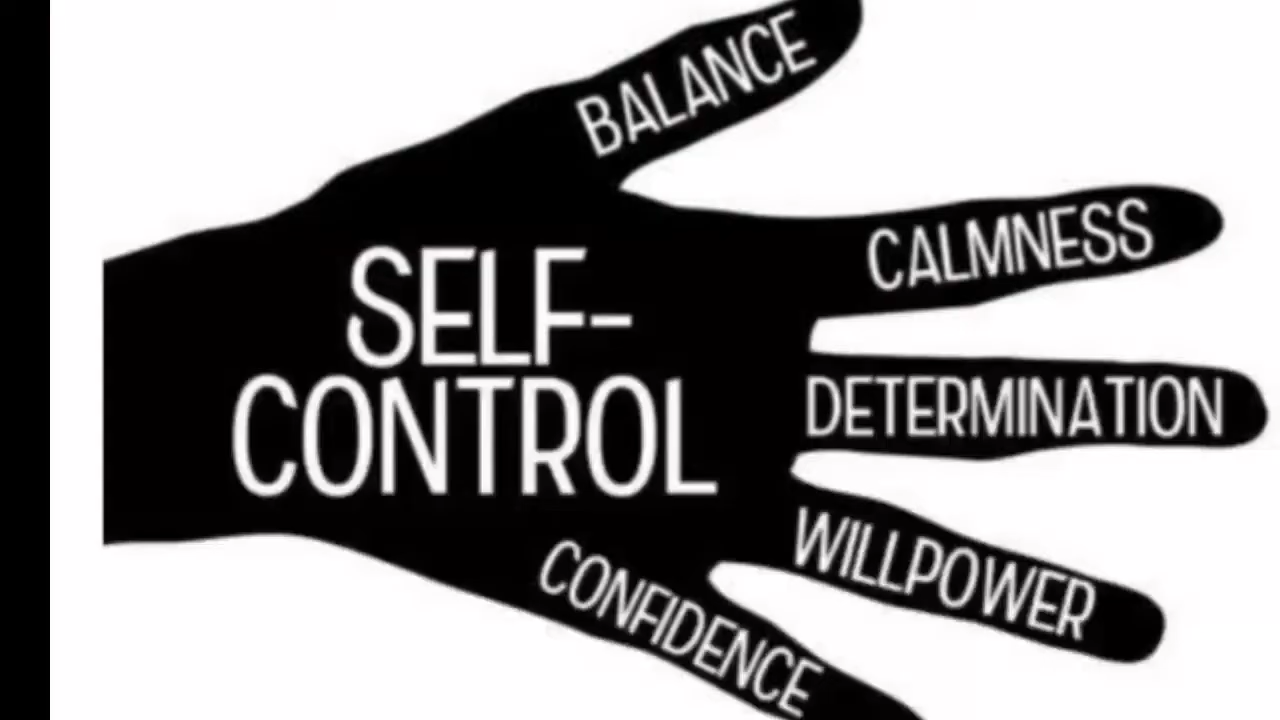 BALANCE
CALMNESS
SELF-
CONTROL
DETERMINATION
WILLPOWER
CONFIDENCE